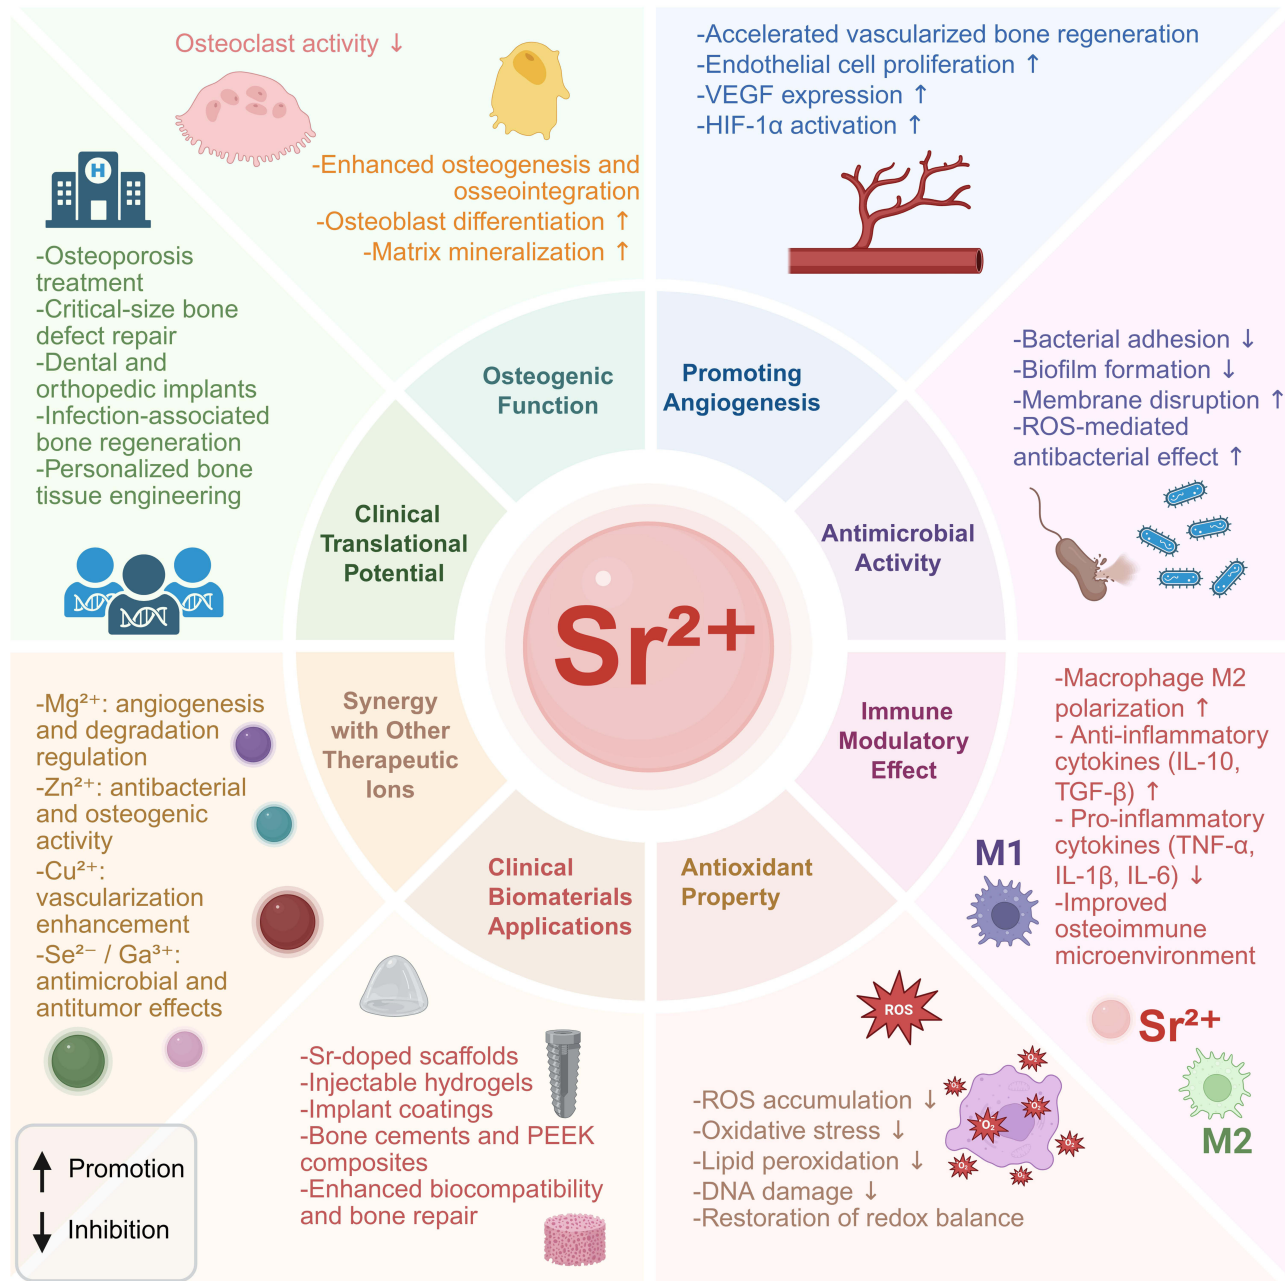 Osteoclast activity ↓
-Enhanced osteogenesis and
osseointegration
-Osteoblast differentiation ↑
-Matrix mineralization ↑
-Accelerated vascularized bone regeneration
-Endothelial cell proliferation ↑
-VEGF expression ↑
-HIF-1α activation ↑
H
-Osteoporosis
treatment
-Critical-size bone
defect repair
-Dental and
orthopedic implants
-Infection-associated
bone regeneration
-Personalized bone
tissue engineering
-Bacterial adhesion ↓
-Biofilm formation ↓
-Membrane disruption ↑
-ROS-mediated
antibacterial effect ↑
Osteogenic
Function
Promoting
Angiogenesis
Clinical
Translational
Potential
Antimicrobial
Activity
Sr²⁺
Synergy
with Other
Therapeutic
Ions
Immune
Modulatory
Effect
Clinical
Biomaterials
Applications
Antioxidant
Property
-Mg²⁺: angiogenesis
and degradation
regulation
-Zn²⁺: antibacterial
and osteogenic
activity
-Cu²⁺:
vascularization
enhancement
-Se²⁻ / Ga³⁺:
antimicrobial and
antitumor effects
-Macrophage M2
polarization ↑
- Anti-inflammatory
cytokines (IL-10,
TGF-β) ↑
- Pro-inflammatory
cytokines (TNF-α,
IL-1β, IL-6) ↓
-Improved
osteoimmune
microenvironment
M1
Sr²⁺
M2
-Sr-doped scaffolds
-Injectable hydrogels
-Implant coatings
-Bone cements and PEEK
composites
-Enhanced biocompatibility
and bone repair
ROS
-ROS accumulation ↓
-Oxidative stress ↓
-Lipid peroxidation ↓
-DNA damage ↓
-Restoration of redox balance
O₂
O₂
O₂
O₂
O₂
O₂
O₂
↑ Promotion
↓ Inhibition